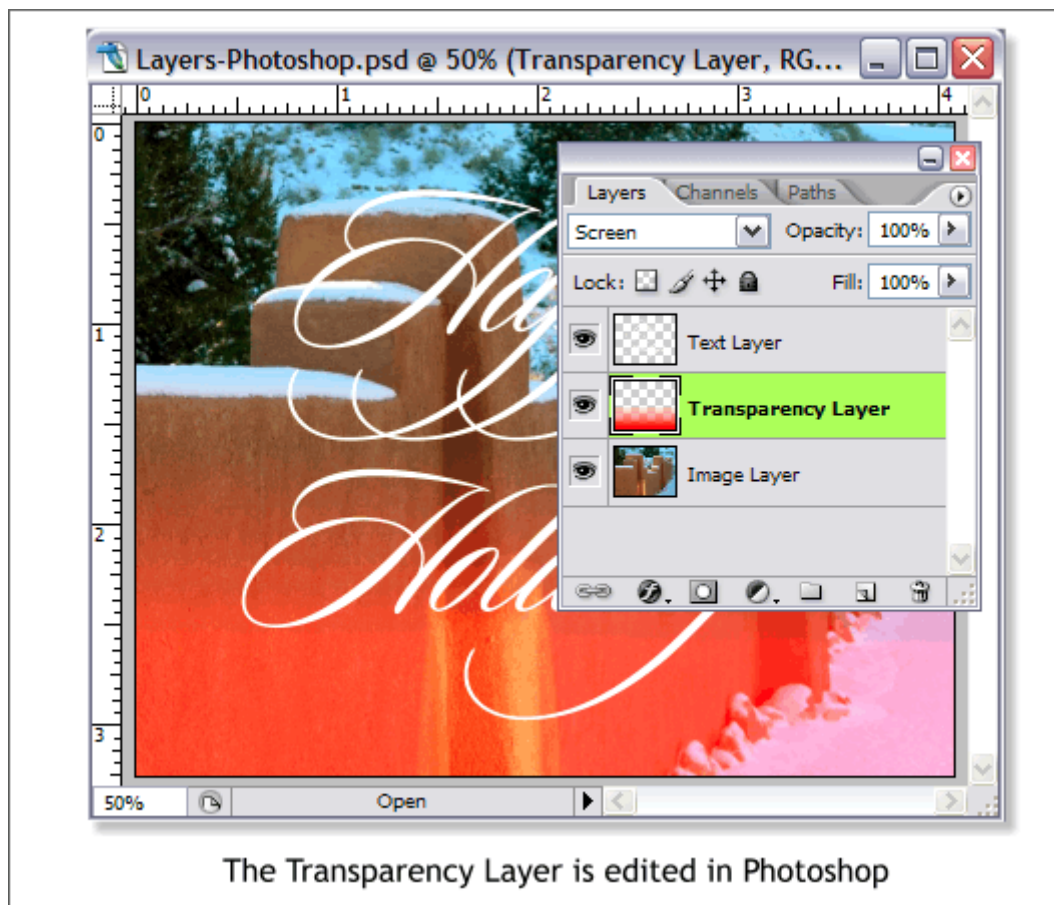 Layers-Photoshop.psd @ 50% (Transparency Layer, RG...
0 1 2 3 4
0
1
2
3
Layers Channels Paths
Screen Opacity: 100%
Lock: Fill: 100%
Text Layer
Transparency Layer
Image Layer
50% Open
The Transparency Layer is edited in Photoshop